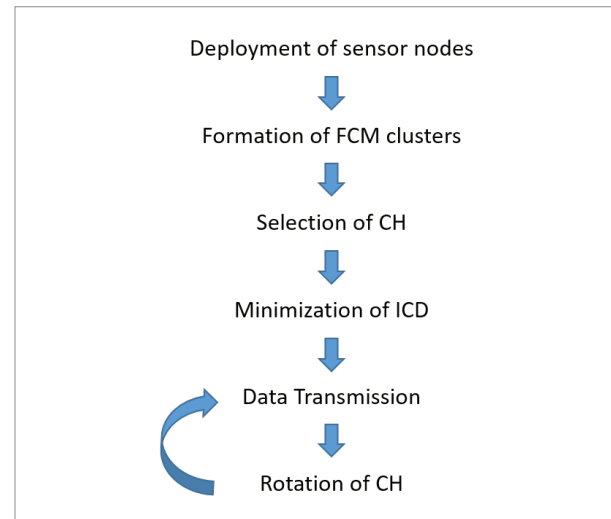 Deployment of sensor nodes
Formation of FCM clusters
Selection of CH
Minimization of ICD
Data Transmission
Rotation of CH